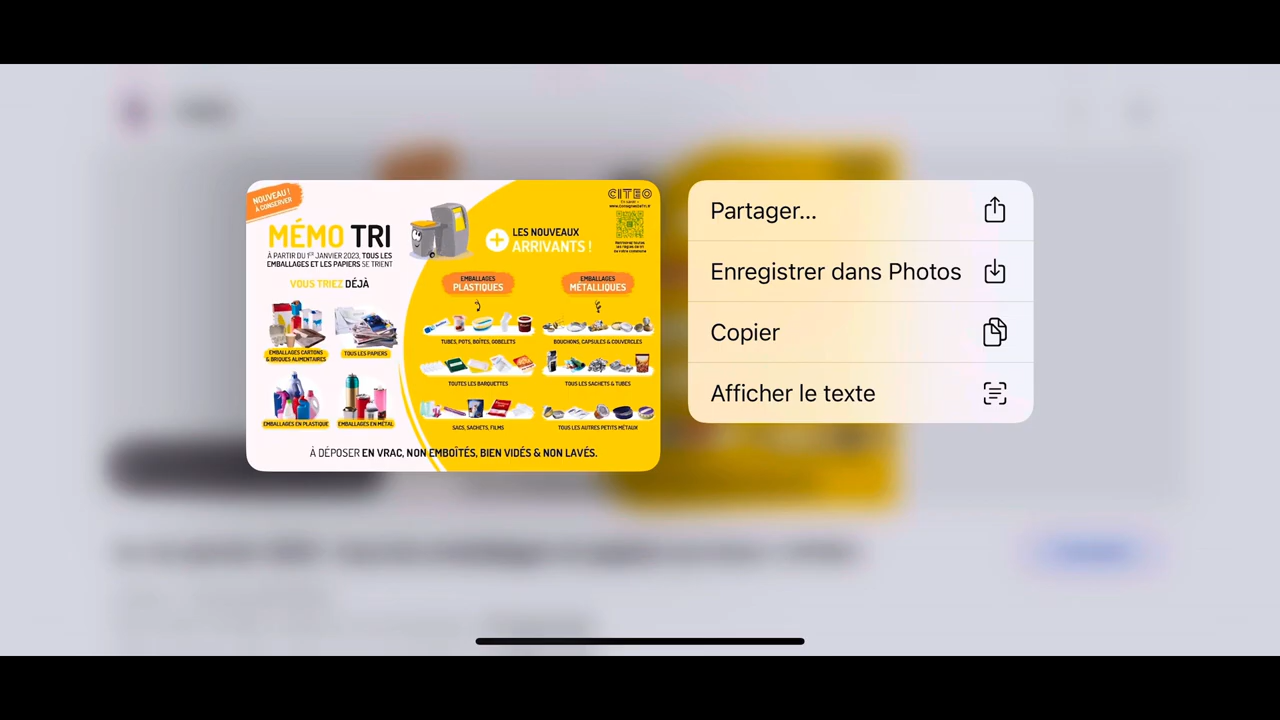 NOUVEAU !
À CONSERVER
MÉMO TRI
À PARTIR DU 1ER JANVIER 2023, TOUS LES
EMBALLAGES ET LES PAPIERS SE TRIENT
VOUS TRIEZ DÉJÀ
EMBALLAGES CARTONS
& BRIQUES ALIMENTAIRES
TOUS LES PAPIERS
EMBALLAGES EN PLASTIQUE
EMBALLAGES EN MÉTAL
CITEO
LES NOUVEAUX
ARRIVANTS !
EMBALLAGES
PLASTIQUES
EMBALLAGES
MÉTALLIQUES
TUBES, POTS, BOÎTES, GOBELETS
BOUCHONS, CAPSULES & COUVERCLES
TOUTES LES BARQUETTES
TOUS LES SACHETS & TUBES
SACS, SACHETS, FILMS
TOUS LES AUTRES PETITS MÉTAUX
À DÉPOSER EN VRAC, NON EMBOÎTÉS, BIEN VIDÉS & NON LAVÉS.
Partager...
Enregistrer dans Photos
Copier
Afficher le texte